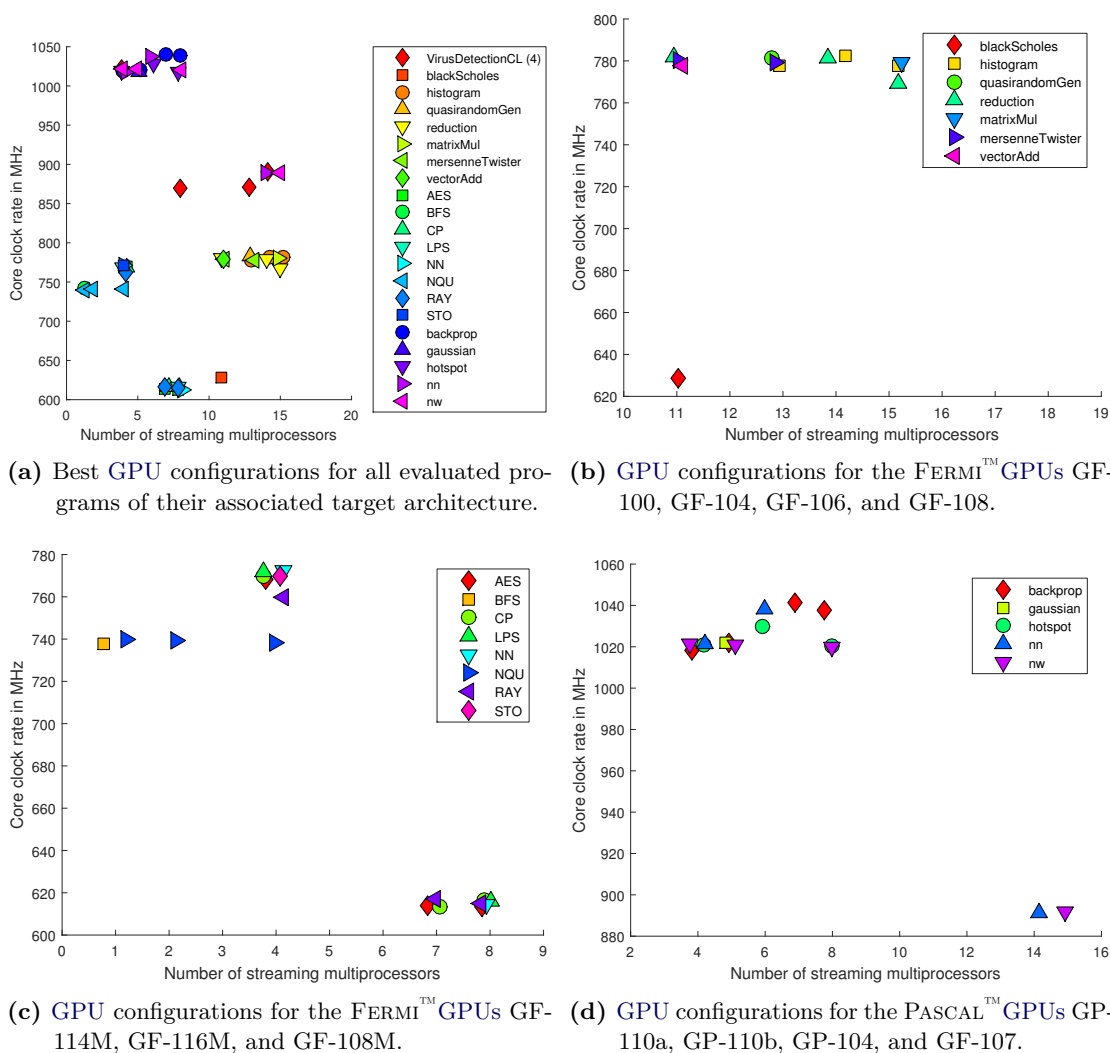 1050
1000
950
900
850
800
750
700
650
600
0
5
10
15
20
Core clock rate in MHz
Number of streaming multiprocessors
VirusDetectionCL (4)
blackScholes
histogram
quasirandomGen
reduction
matrixMul
mersenneTwister
vectorAdd
AES
BFS
CP
LPS
NN
NQU
RAY
STO
backprop
gaussian
hotspot
nn
nw
(a) Best GPU configurations for all evaluated pro-
grams of their associated target architecture.
800
780
760
740
720
700
680
660
640
620
10
11
12
13
14
15
16
17
18
19
Core clock rate in MHz
Number of streaming multiprocessors
blackScholes
histogram
quasirandomGen
reduction
matrixMul
mersenneTwister
vectorAdd
(b) GPU configurations for the FERMI™GPUs GF-
100, GF-104, GF-106, and GF-108.
780
760
740
720
700
680
660
640
620
600
0
1
2
3
4
5
6
7
8
9
Core clock rate in MHz
Number of streaming multiprocessors
AES
BFS
CP
LPS
NN
NQU
RAY
STO
(c) GPU configurations for the FERMI™GPUs GF-
114M, GF-116M, and GF-108M.
1060
1040
1020
1000
980
960
940
920
900
880
2
4
6
8
10
12
14
16
Core clock rate in MHz
Number of streaming multiprocessors
backprop
gaussian
hotspot
nn
nw
(d) GPU configurations for the PASCAL™GPUs GP-
110a, GP-110b, GP-104, and GF-107.